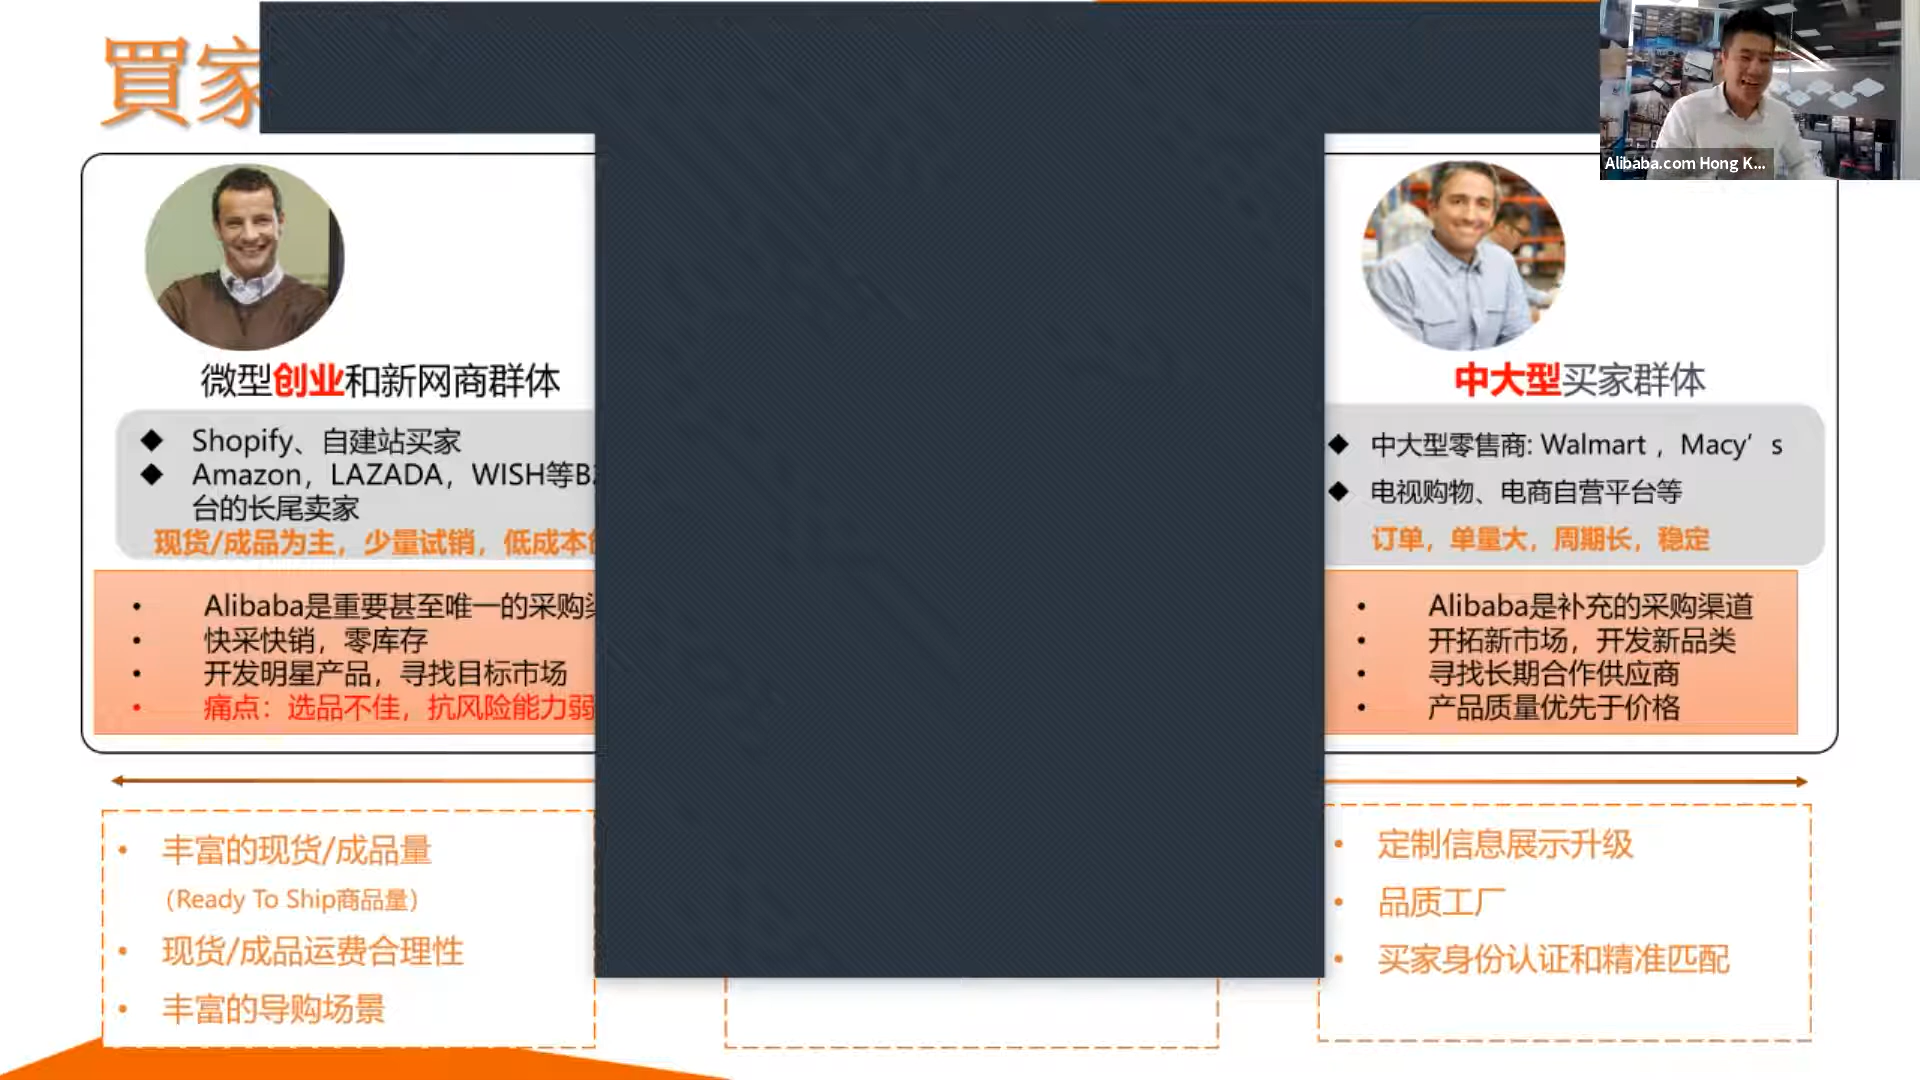 買家
Alibaba.com Hong K...
微型创业和新网商群体
◆ Shopify、自建站买家
◆ Amazon，LAZADA，WISH等B
台的长尾卖家
现货/成品为主，少量试销，低成本
• Alibaba是重要甚至唯一的采购
• 快采快销，零库存
• 开发明星产品，寻找目标市场
• 痛点：选品不佳，抗风险能力弱
• 丰富的现货/成品量
（Ready To Ship商品量）
• 现货/成品运费合理性
• 丰富的导购场景
中大型买家群体
◆ 中大型零售商: Walmart ，Macy’s
◆ 电视购物、电商自营平台等
订单，单量大，周期长，稳定
• Alibaba是补充的采购渠道
• 开拓新市场，开发新品类
• 寻找长期合作供应商
• 产品质量优先于价格
• 定制信息展示升级
• 品质工厂
• 买家身份认证和精准匹配